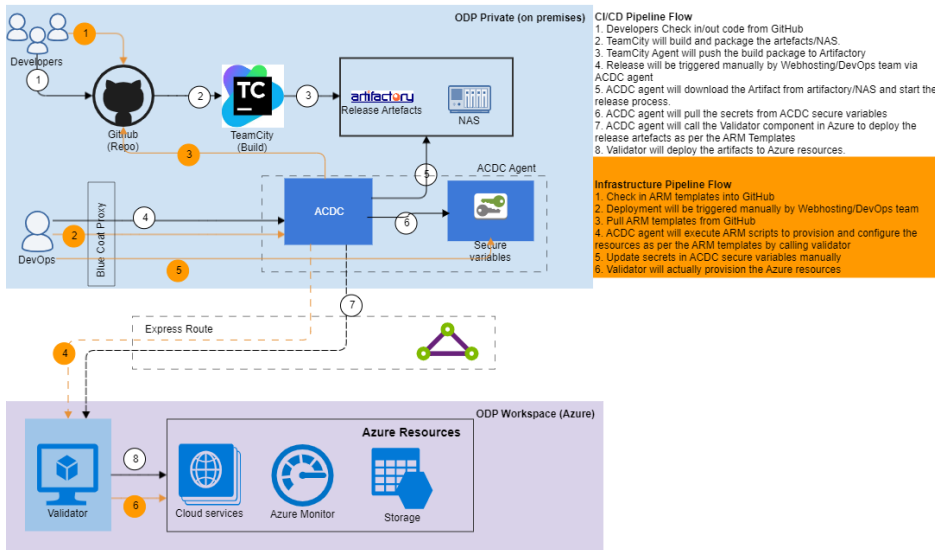 ODP Private (on premises)
1
Developers
1
GitHub
(Repo)
2
TC
TeamCity
(Build)
3
artifactory
Release Artefacts
NAS
3
5
ACDC Agent
ACDC
6
Secure
variables
Blue Coat Proxy
4
2
DevOps
5
7
Express Route
4
ODP Workspace (Azure)
Azure Resources
Validator
8
6
Cloud services
Azure Monitor
Storage
CI/CD Pipeline Flow
1. Developers Check in/out code from GitHub
2. TeamCity will build and package the artefacts/NAS.
3. TeamCity Agent will push the build package to Artifactory
4. Release will be triggered manually by Webhosting/DevOps team via
ACDC agent
5. ACDC agent will download the Artifact from artifactory/NAS and start the
release process.
6. ACDC agent will pull the secrets from ACDC secure variables
7. ACDC agent will call the Validator component in Azure to deploy the
release artefacts as per the ARM Templates
8. Validator will deploy the artifacts to Azure resources.
Infrastructure Pipeline Flow
1. Check in ARM templates into GitHub
2. Deployment will be triggered manually by Webhosting/DevOps team
3. Pull ARM templates from GitHub
4. ACDC agent will execute ARM scripts to provision and configure the
resources as per the ARM templates by calling validator
5. Update secrets in ACDC secure variables manually
6. Validator will actually provision the Azure resources